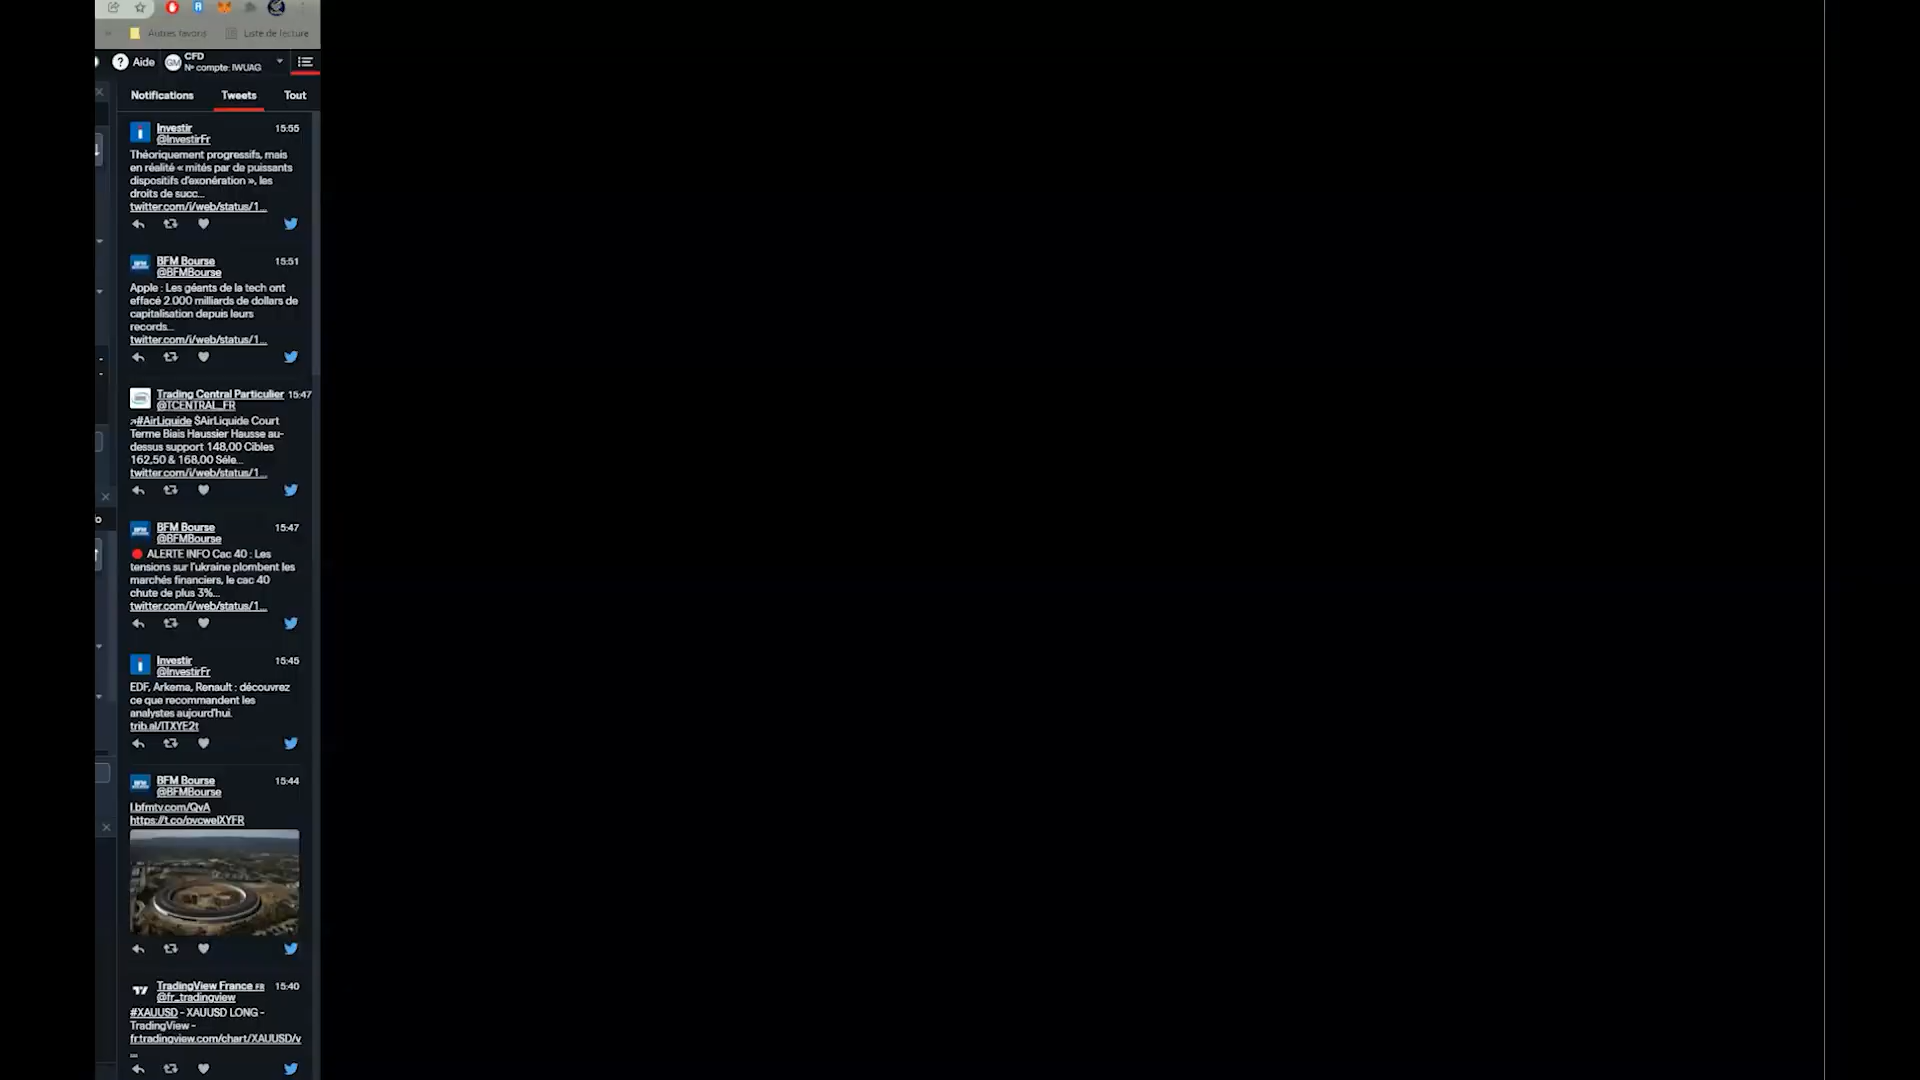 Autres favoris
Liste de lecture
Aide
GM
CFD
Nº compte: IWUAG
Notifications
Tweets
Tout
Investir
15:55
@InvestirFr
Théoriquement progressifs, mais
en réalité « mités par de puissants
dispositifs d'exonération », les
droits de succ...
twitter.com/i/web/status/1...
BFM Bourse
15:51
@BFMBourse
Apple : Les géants de la tech ont
effacé 2.000 milliards de dollars de
capitalisation depuis leurs
records...
twitter.com/i/web/status/1...
Trading Central Particulier
15:47
@TCENTRAL_FR
↗#AirLiquide $AirLiquide Court
Terme Biais Haussier Hausse au-
dessus support 148,00 Cibles
162,50 & 168,00 Séle...
twitter.com/i/web/status/1...
BFM Bourse
15:47
@BFMBourse
🔴 ALERTE INFO Cac 40 : Les
tensions sur l'ukraine plombent les
marchés financiers, le cac 40
chute de plus 3%...
twitter.com/i/web/status/1...
Investir
15:45
@InvestirFr
EDF, Arkema, Renault : découvrez
ce que recommandent les
analystes aujourd'hui.
trib.al/lTXYE2t
BFM Bourse
15:44
@BFMBourse
l.bfmtv.com/QvA
https://t.co/pvcwelXYFR
TradingView France FR
15:40
@fr_tradingview
#XAUUSD - XAUUSD LONG -
TradingView -
fr.tradingview.com/chart/XAUUSD/v
...